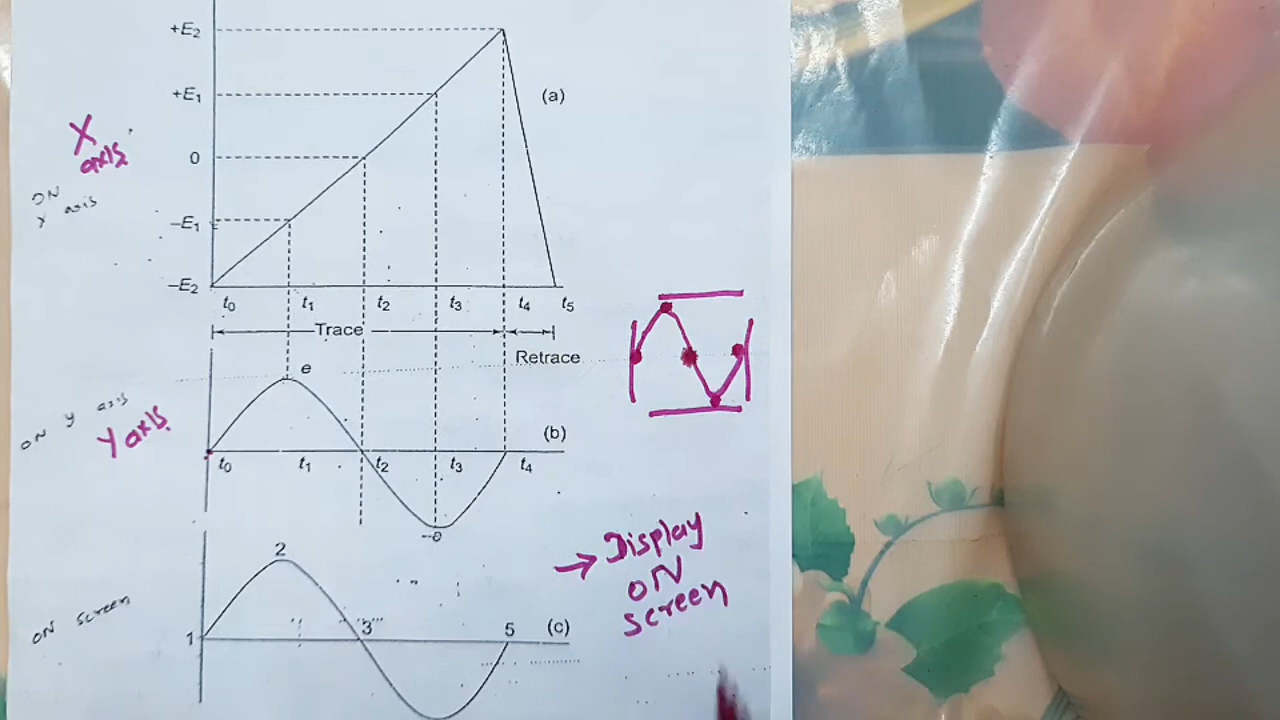 +E2
+E1
(a)
X
axis
0
ON
Y axis
–E1
–E2
t0 t1 t2 t3 t4 t5
Trace
Retrace
e
ON y axis
Y axis
(b)
t0 t1 t2 t3 t4
–e
Display
ON
screen
2
ON screen
1 3 5 (c)